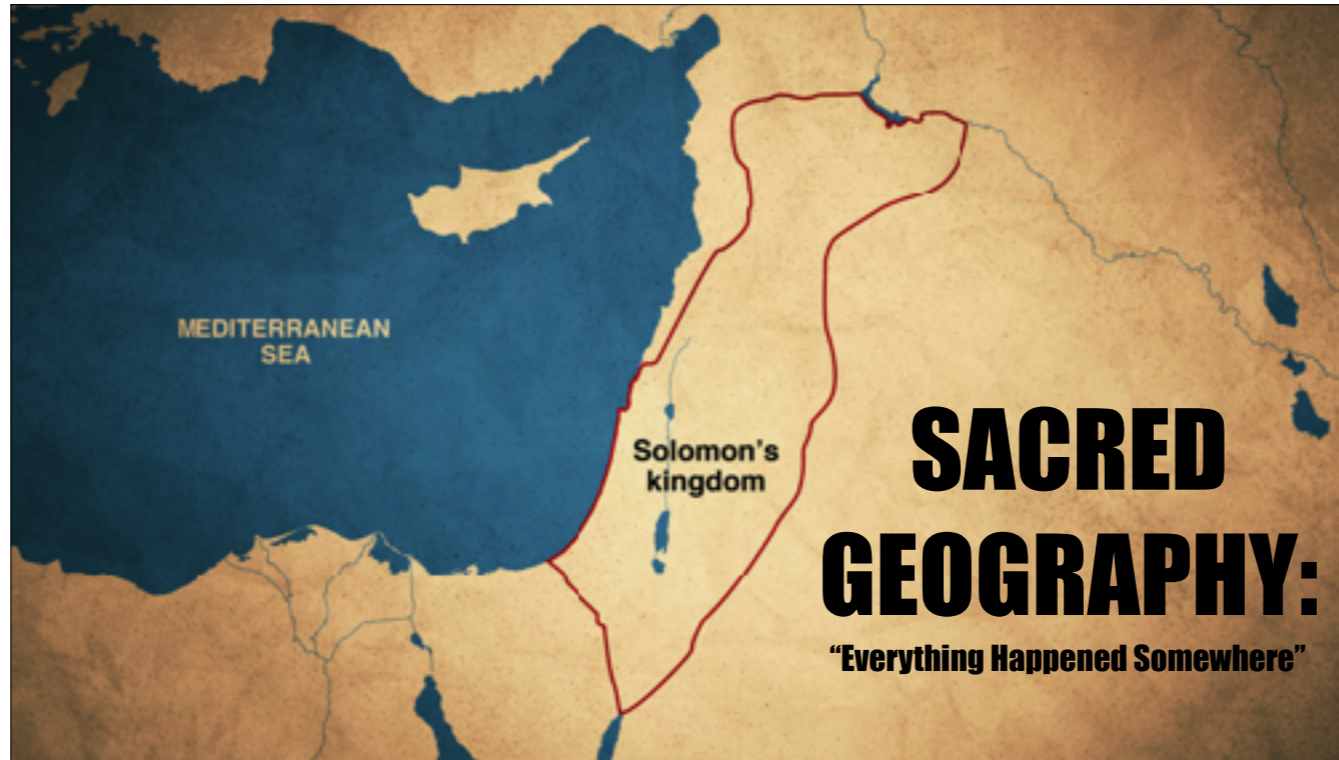 MEDITERRANEAN
SEA
Solomon's
kingdom
SACRED
GEOGRAPHY:
“Everything Happened Somewhere”